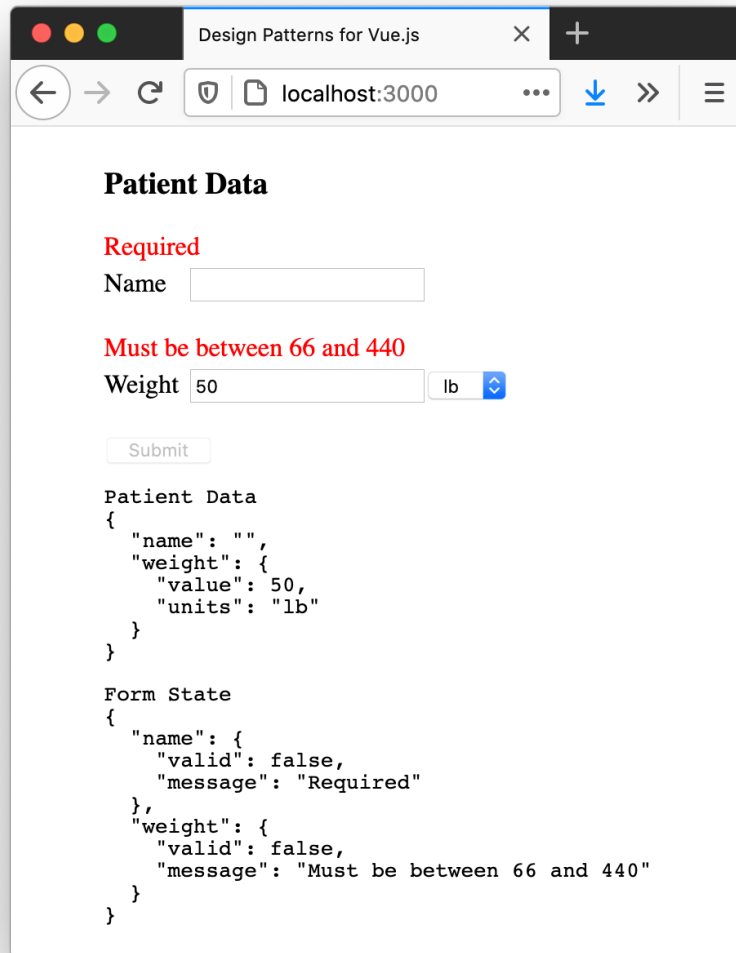 Design Patterns for Vue.js
localhost:3000
Patient Data
Required
Name
Must be between 66 and 440
Weight 50 lb
Submit
Patient Data
{
  "name": "",
  "weight": {
    "value": 50,
    "units": "lb"
  }
}
Form State
{
  "name": {
    "valid": false,
    "message": "Required"
  },
  "weight": {
    "valid": false,
    "message": "Must be between 66 and 440"
  }
}